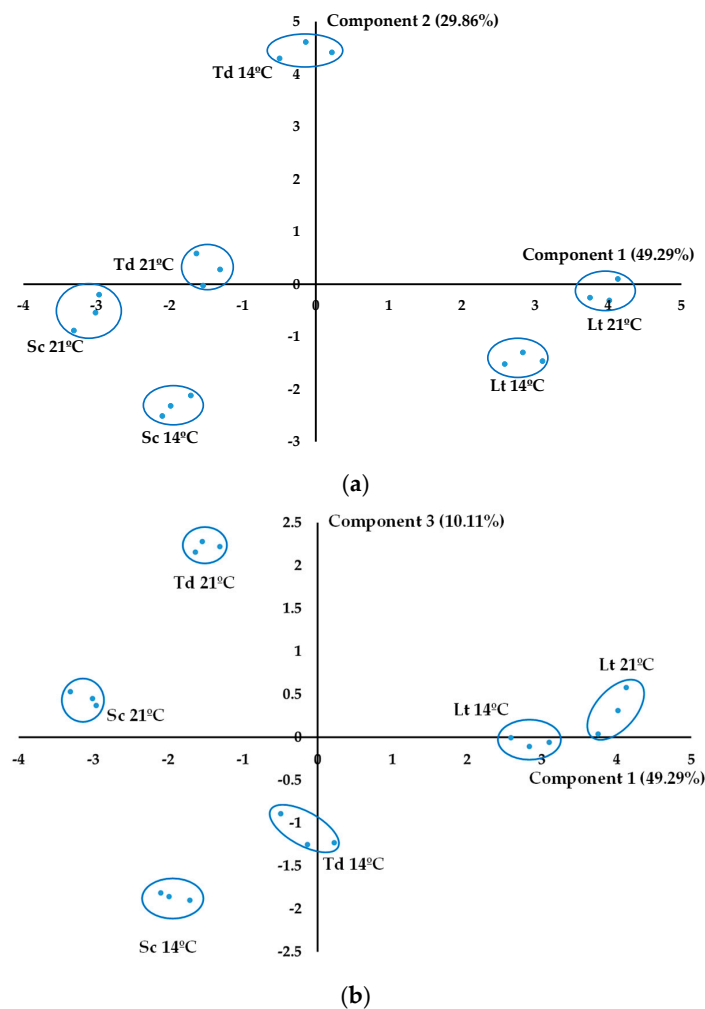 5
Component 2 (29.86%)
Td 14ºC
4
3
2
1
Td 21ºC
Component 1 (49.29%)
-4 -3 -2 -1 0 1 2 3 4 5
Sc 21ºC
Lt 21ºC
-1
Lt 14ºC
-2
Sc 14ºC
-3
(a)
2.5
Component 3 (10.11%)
2
Td 21ºC
1.5
1
Lt 21ºC
0.5
Sc 21ºC
Lt 14ºC
0
-4 -3 -2 -1 0 1 2 3 4 5
Component 1 (49.29%)
-0.5
-1
Td 14ºC
-1.5
-2
Sc 14ºC
-2.5
(b)